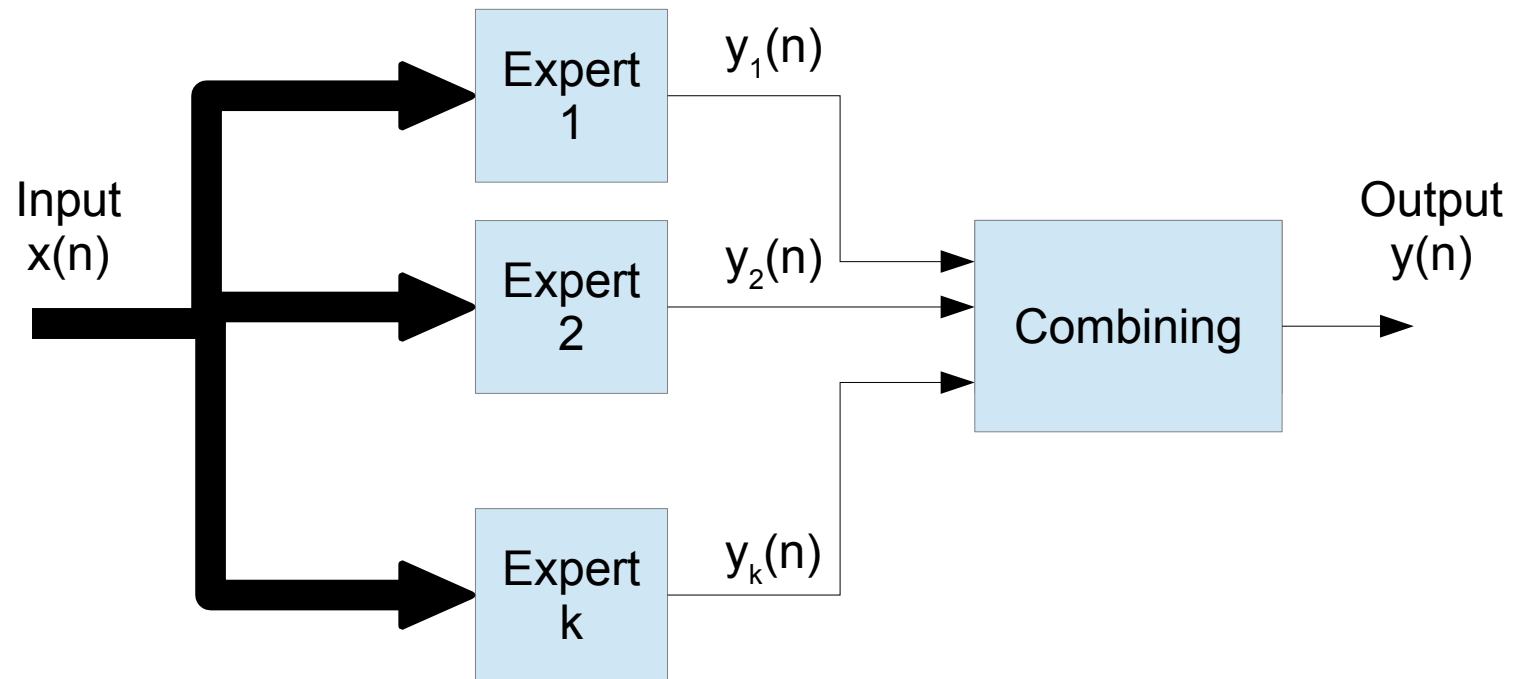 Input
x(n)
Expert
1
y₁(n)
Expert
2
y₂(n)
Expert
k
yₖ(n)
Combining
Output
y(n)